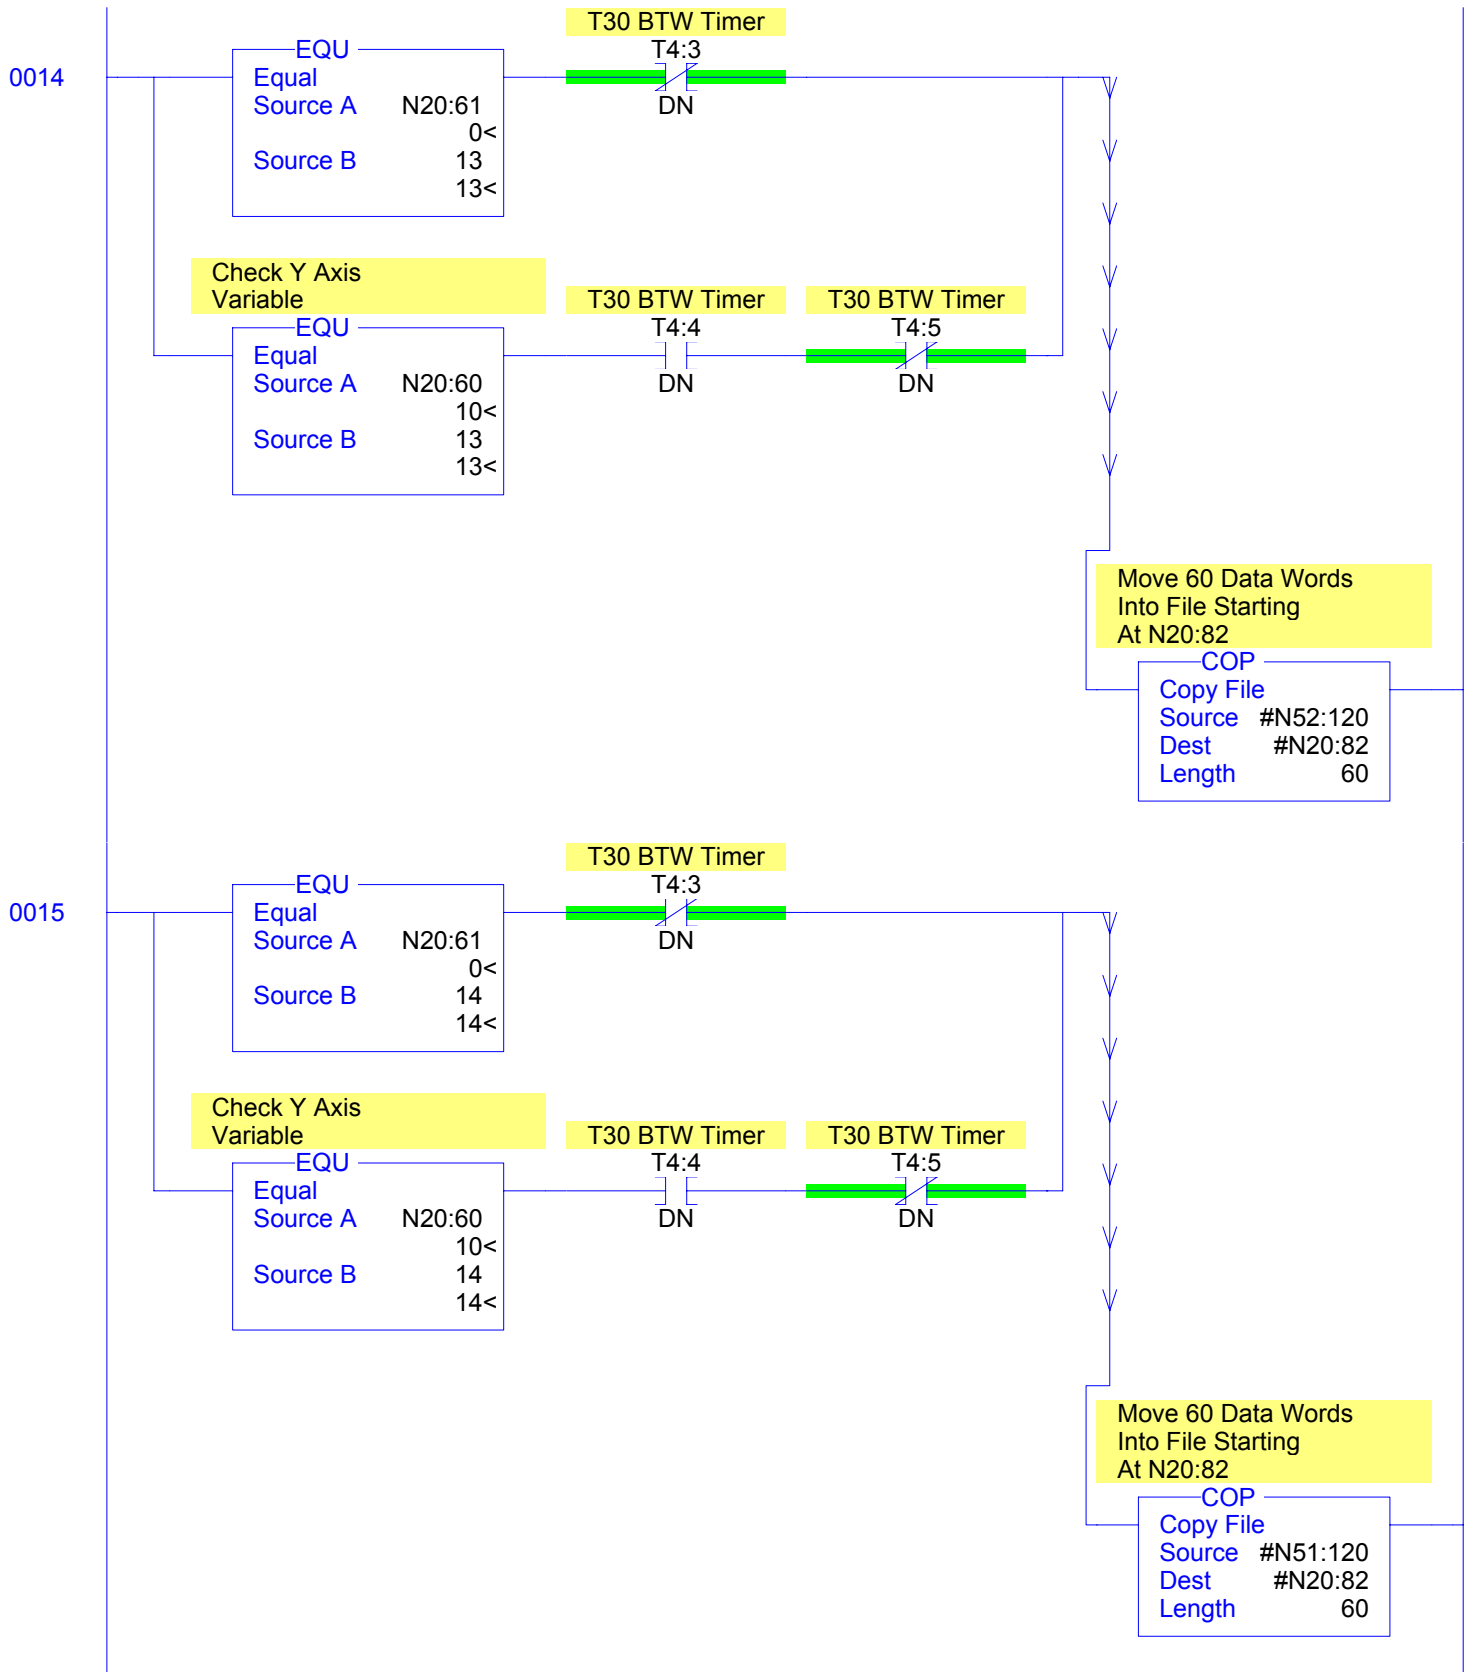 T30 BTW Timer
EQU
T4:3
0014
Equal
Source A N20:61
DN
0<
Source B 13
13<
Check Y Axis
Variable
T30 BTW Timer
T30 BTW Timer
EQU
T4:4
T4:5
Equal
Source A N20:60
DN
DN
10<
Source B 13
13<
Move 60 Data Words
Into File Starting
At N20:82
COP
Copy File
Source #N52:120
Dest #N20:82
Length 60
T30 BTW Timer
EQU
T4:3
0015
Equal
Source A N20:61
DN
0<
Source B 14
14<
Check Y Axis
Variable
T30 BTW Timer
T30 BTW Timer
EQU
T4:4
T4:5
Equal
Source A N20:60
DN
DN
10<
Source B 14
14<
Move 60 Data Words
Into File Starting
At N20:82
COP
Copy File
Source #N51:120
Dest #N20:82
Length 60